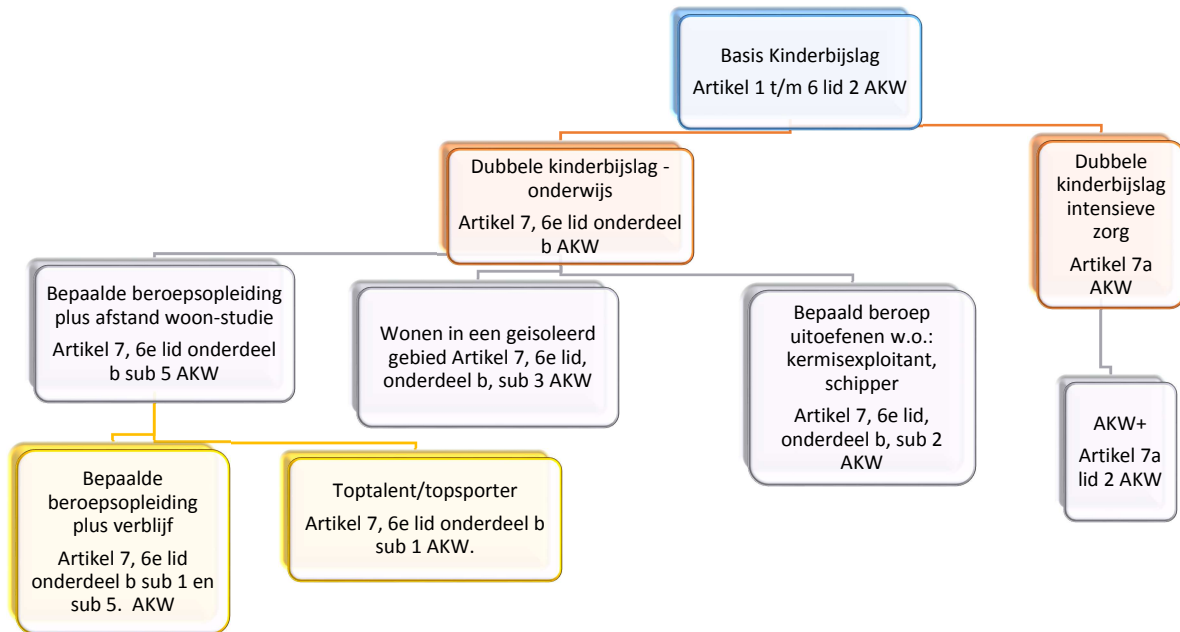 Basis Kinderbijslag
Artikel 1 t/m 6 lid 2 AKW
Dubbele kinderbijslag -
onderwijs
Artikel 7, 6e lid onderdeel
b AKW
Dubbele
kinderbijslag
intensieve
zorg
Artikel 7a
AKW
Bepaalde beroepsopleiding
plus afstand woon-studie
Artikel 7, 6e lid onderdeel
b sub 5 AKW
Wonen in een geisoleerd
gebied Artikel 7, 6e lid,
onderdeel b, sub 3 AKW
Bepaald beroep
uitoefenen w.o.:
kermisexploitant,
schipper
Artikel 7, 6e lid,
onderdeel b, sub 2
AKW
AKW+
Artikel 7a
lid 2 AKW
Bepaalde
beroepsopleiding
plus verblijf
Artikel 7, 6e lid
onderdeel b sub 1 en
sub 5.  AKW
Toptalent/topsporter
Artikel 7, 6e lid onderdeel b
sub 1 AKW.